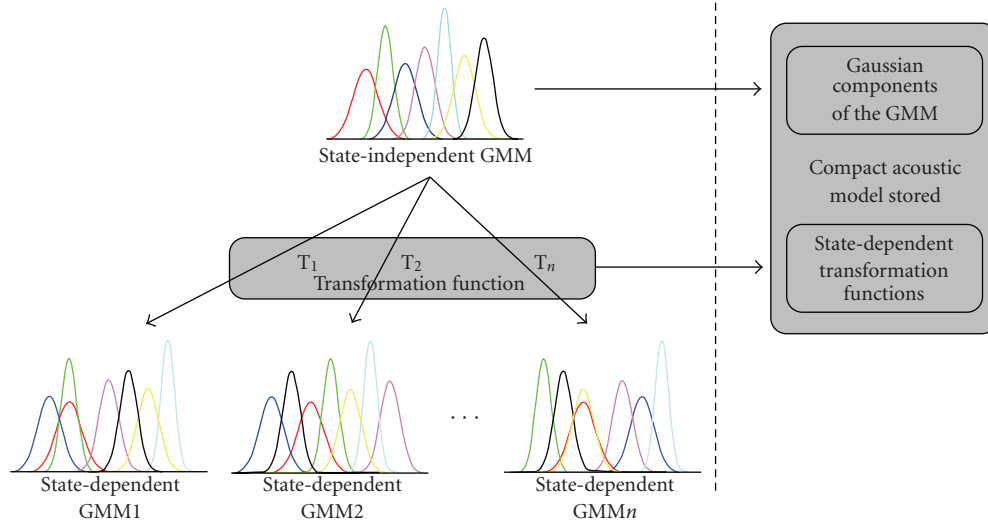 State-independent GMM
T1 T2 Tn
Transformation function
State-dependent
GMM1
State-dependent
GMM2
. . .
State-dependent
GMMn
Gaussian
components
of the GMM
Compact acoustic
model stored
State-dependent
transformation
functions